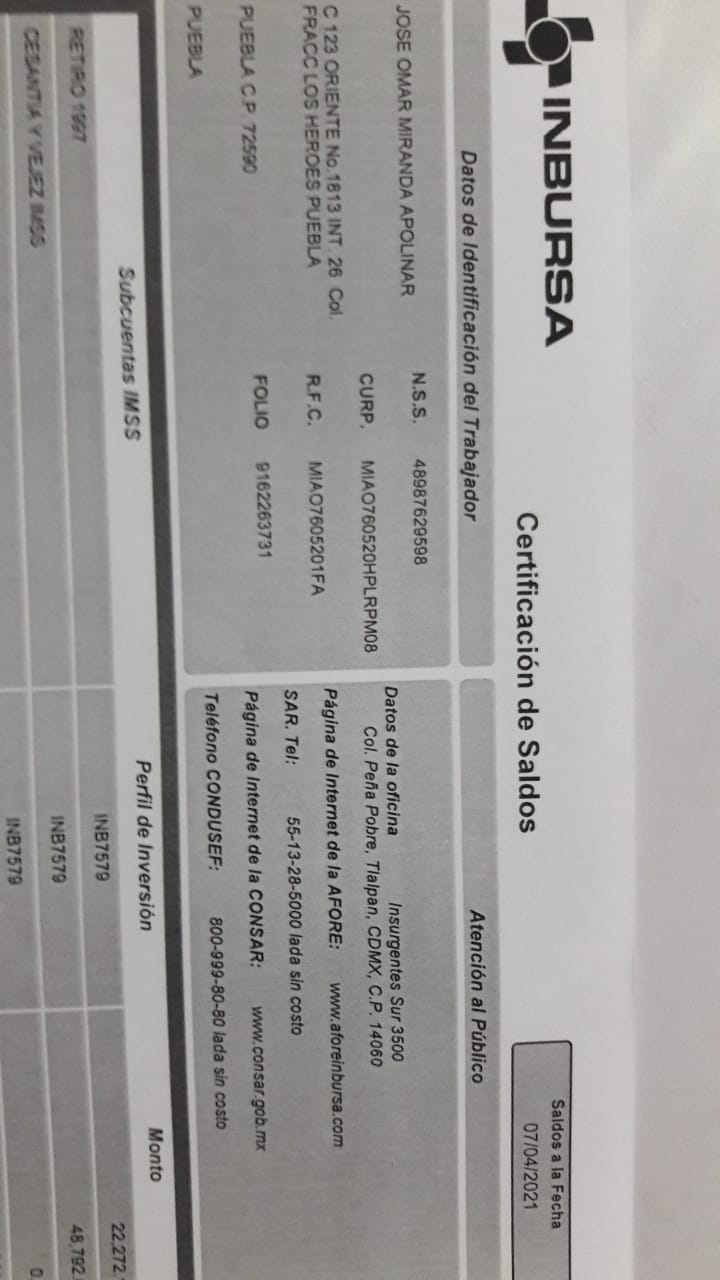 INBURSA
Certificación de Saldos
Saldos a la Fecha
07/04/2021
Datos de Identificación del Trabajador
Atención al Público
JOSE OMAR MIRANDA APOLINAR
C 123 ORIENTE No.1813 INT. 26 Col.
FRACC LOS HEROES PUEBLA
PUEBLA C.P. 72590
PUEBLA
N.S.S. 48987629598
CURP. MIAO760520HPLRPM08
R.F.C. MIAO7605201FA
FOLIO 9162263731
Datos de la oficina Insurgentes Sur 3500
Col. Peña Pobre, Tlalpan, CDMX, C.P. 14060
Página de Internet de la AFORE: www.aforeinbursa.com
SAR. Tel: 55-13-28-5000 lada sin costo
Página de Internet de la CONSAR: www.consar.gob.mx
Teléfono CONDUSEF: 800-999-80-80 lada sin costo
Subcuentas IMSS Perfil de Inversión Monto
RETIRO 1997 INB7579 22,272.
CESANTIA Y VEJEZ IMSS INB7579 48,792.
INB7579 0.